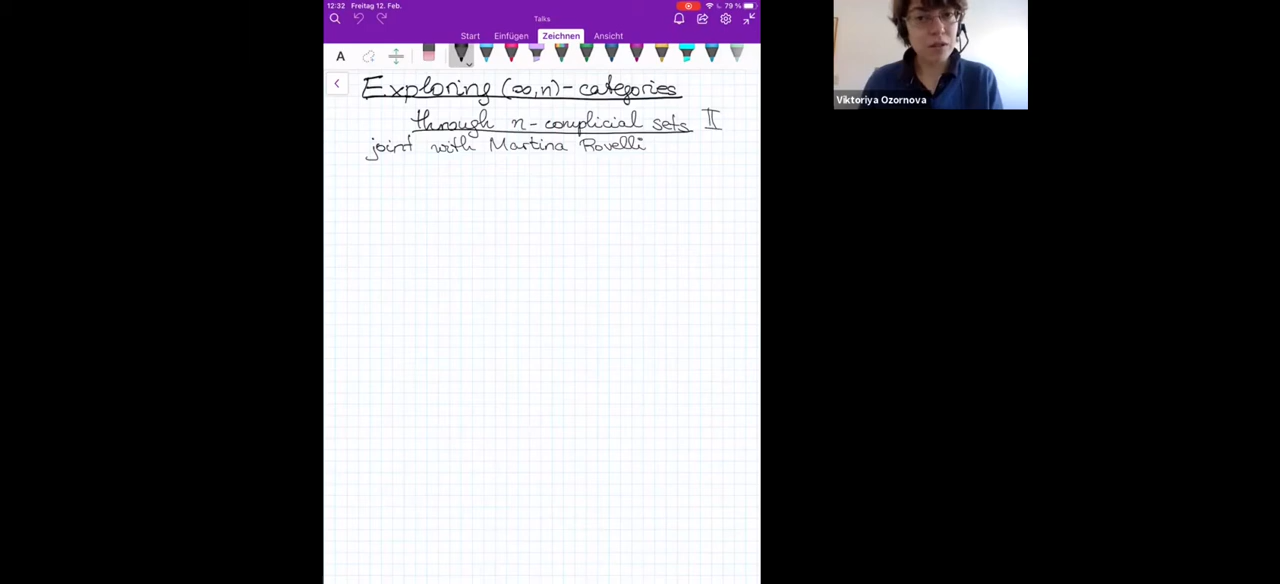 12:32 Freitag 12. Feb. 79 %
Talks
Start Einfügen Zeichnen Ansicht
A
Exploring (∞,n)-categories
through n-complicial sets II
joint with Martina Rovelli
Viktoriya Ozornova